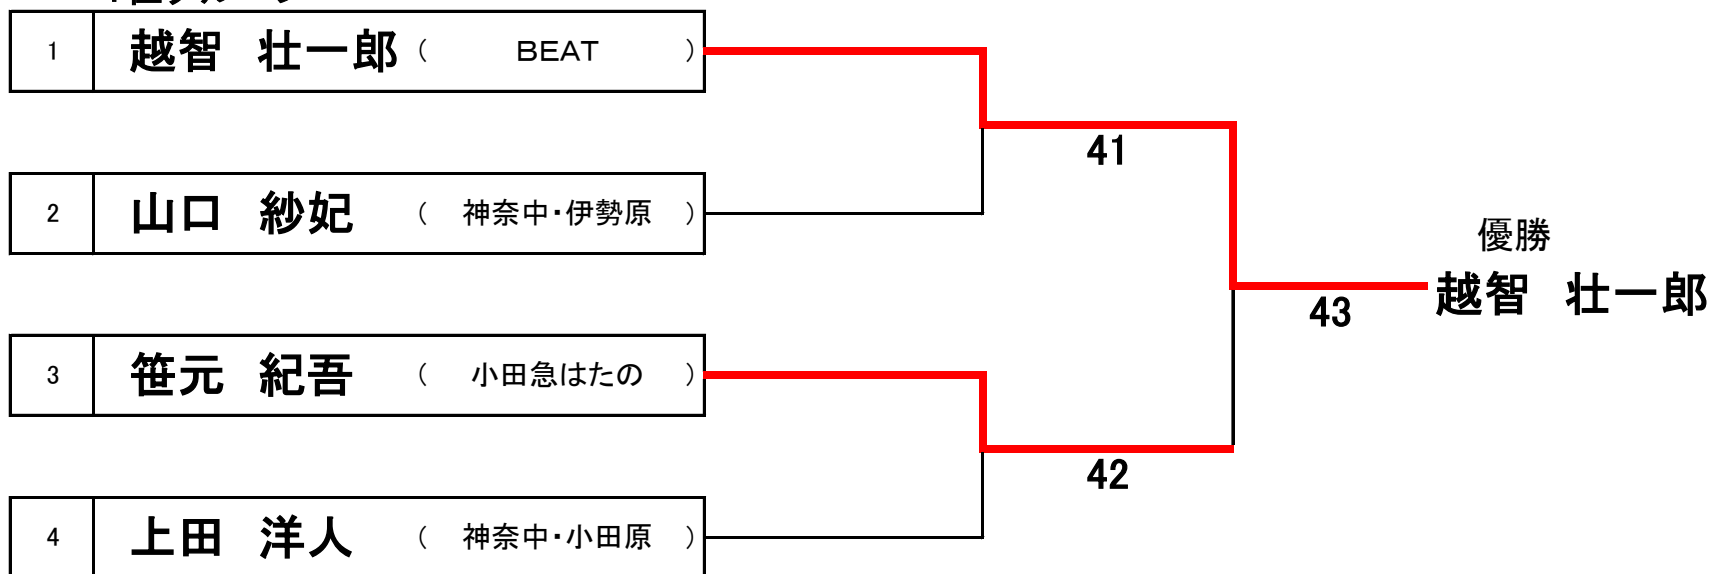 1 越智 壮一郎 ( BEAT )
41
2 山口 紗妃 ( 神奈中・伊勢原 )
優勝
越智 壮一郎
43
3 笹元 紀吾 ( 小田急はたの )
42
4 上田 洋人 ( 神奈中・小田原 )